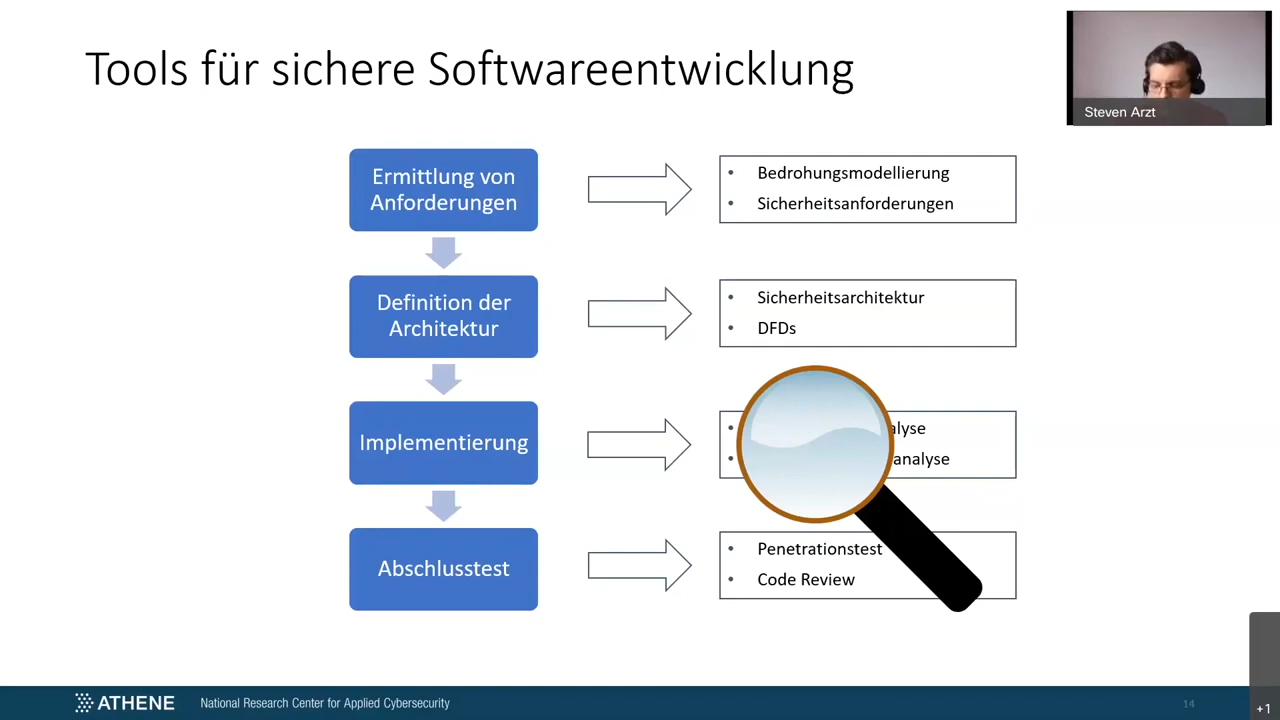 Tools für sichere Softwareentwicklung
Steven Arzt
Ermittlung von
Anforderungen
• Bedrohungsmodellierung
• Sicherheitsanforderungen
Definition der
Architektur
• Sicherheitsarchitektur
• DFDs
Implementierung
• alyse
• analyse
Abschlusstest
• Penetrationstest
• Code Review
ATHENE
National Research Center for Applied Cybersecurity
14
+1